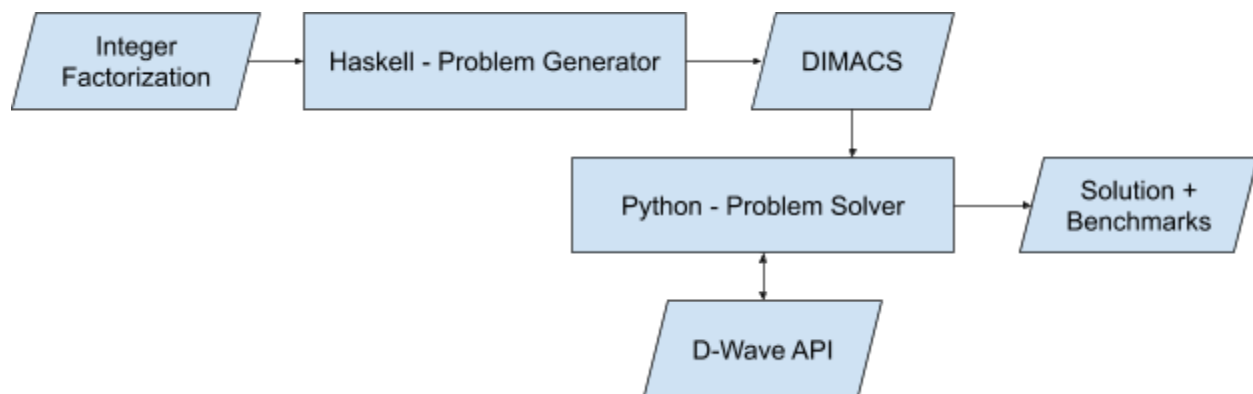 Integer
Factorization
Haskell - Problem Generator
DIMACS
Python - Problem Solver
Solution +
Benchmarks
D-Wave API